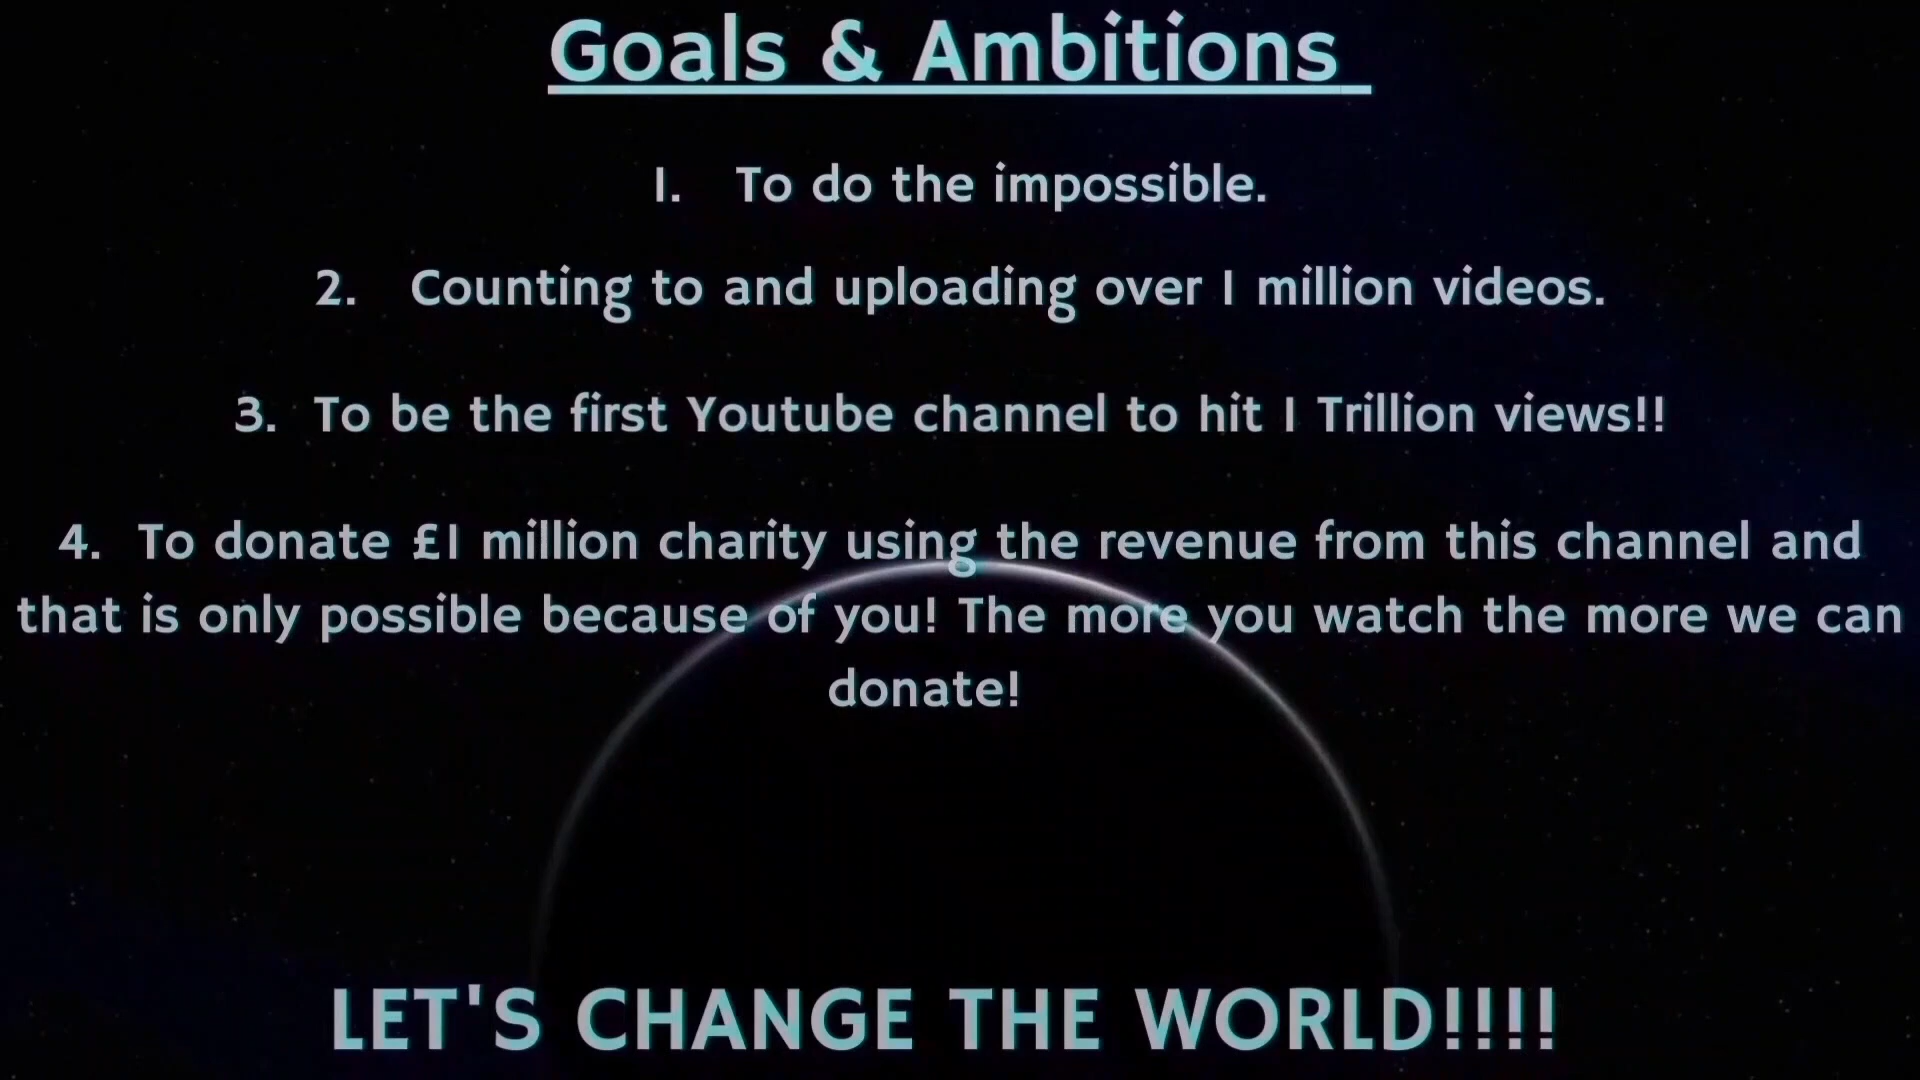 Goals & Ambitions
1. To do the impossible.
2. Counting to and uploading over 1 million videos.
3. To be the first Youtube channel to hit 1 Trillion views!!
4. To donate £1 million charity using the revenue from this channel and
that is only possible because of you! The more you watch the more we can
donate!
LET'S CHANGE THE WORLD!!!!